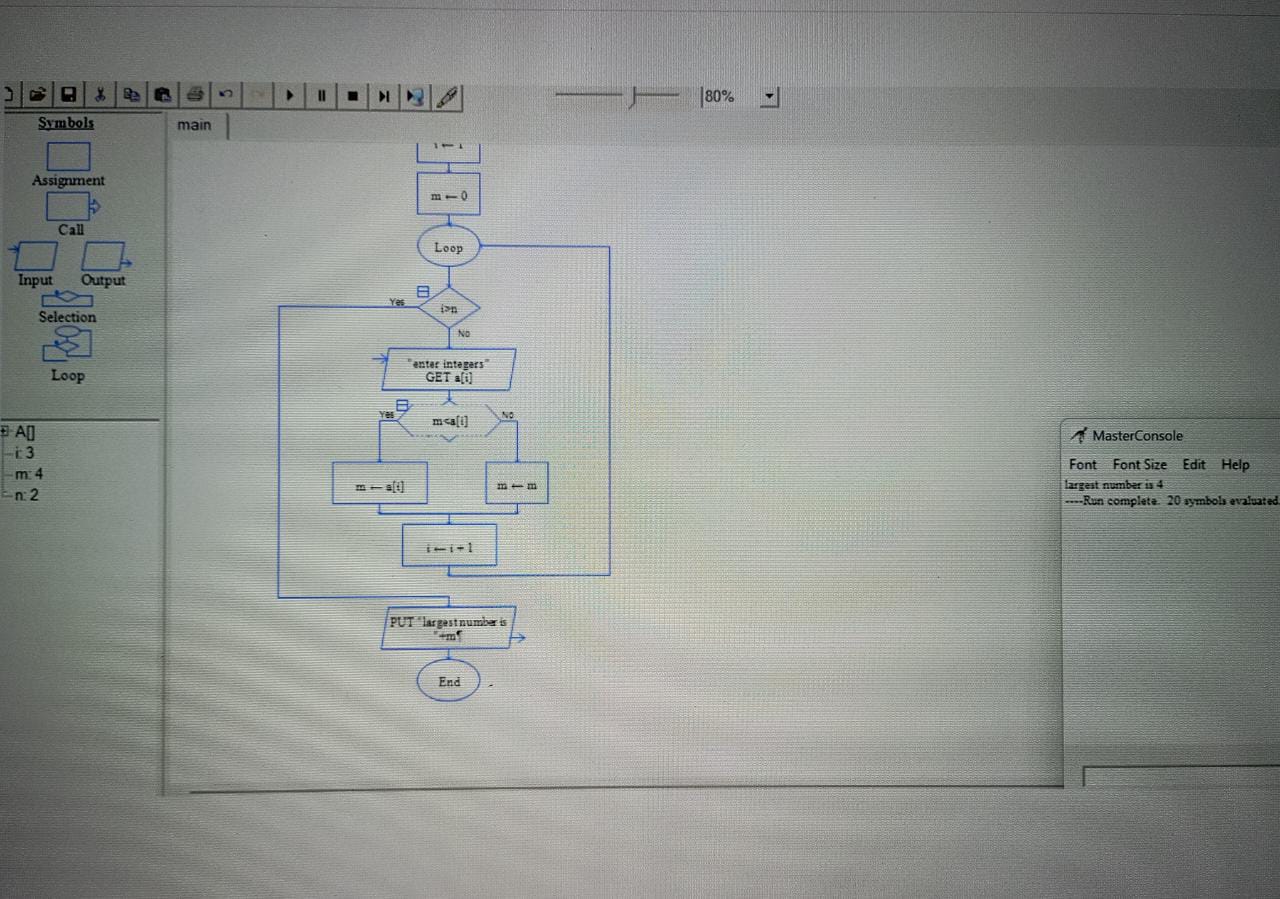 80%
Symbols
main
Assignment
Call
Input Output
Selection
Loop
A[]
i: 3
m: 4
n: 2
m ← 0
Loop
i>n
Yes
No
"enter integers"
GET a[i]
Yes
No
m<a[i]
m ← a[i]
m ← m
i ← i + 1
PUT "largest number is
"+m¶
End
MasterConsole
Font Font Size Edit Help
largest number is 4
----Run complete. 20 symbols evaluated.